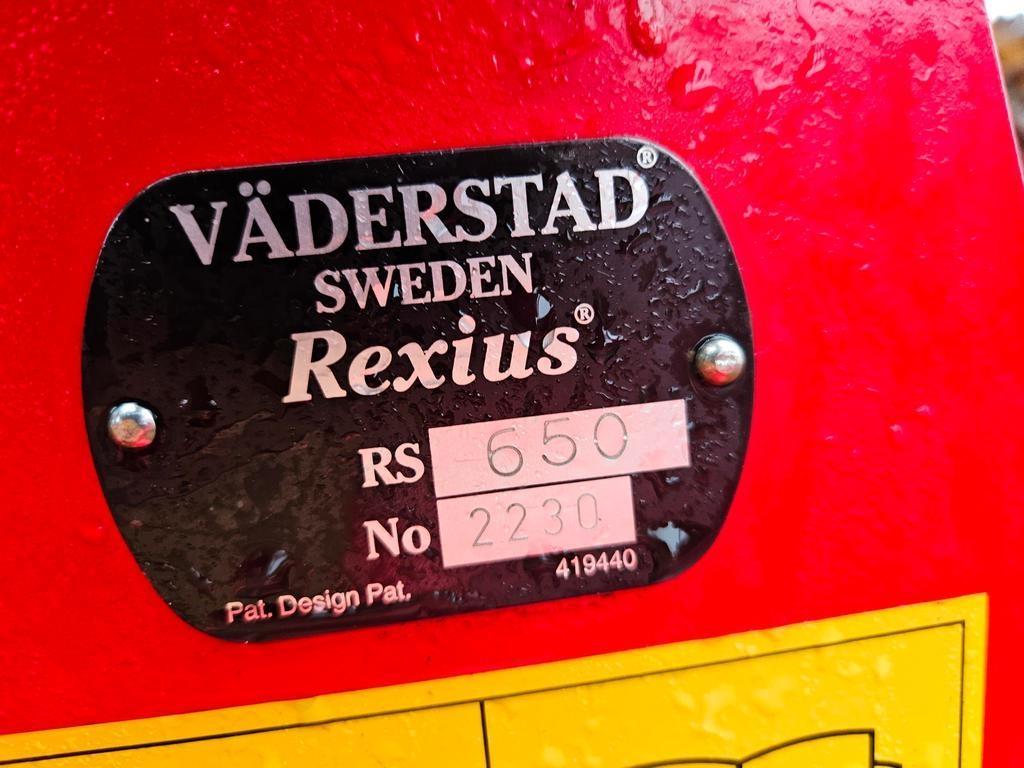 VÄDERSTAD®
SWEDEN
Rexius®
RS 650
No 2230
419440
Pat. Design Pat.